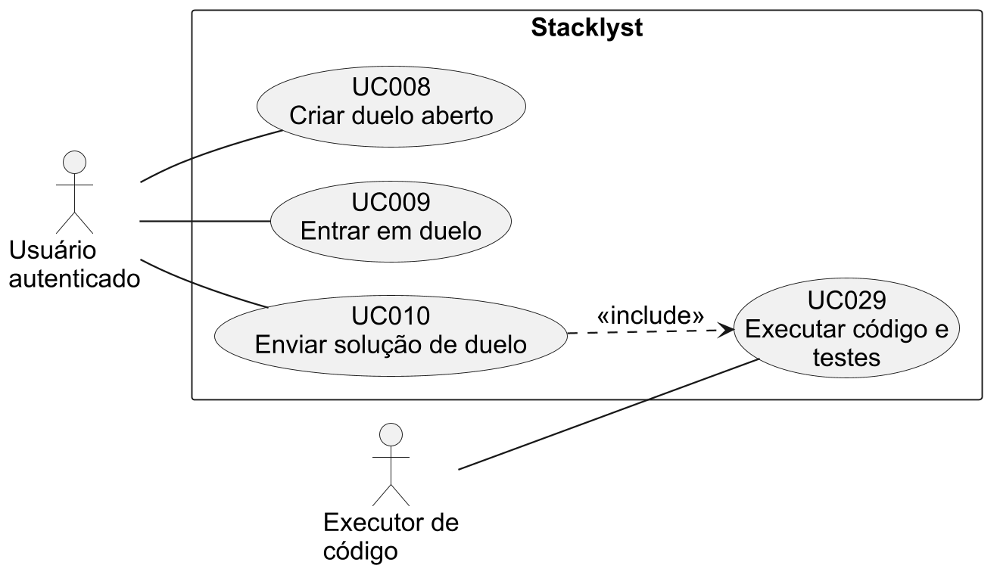 Stacklyst
UC008
Criar duelo aberto
UC009
Entrar em duelo
Usuário
autenticado
UC010
Enviar solução de duelo
«include»
UC029
Executar código e
testes
Executor de
código